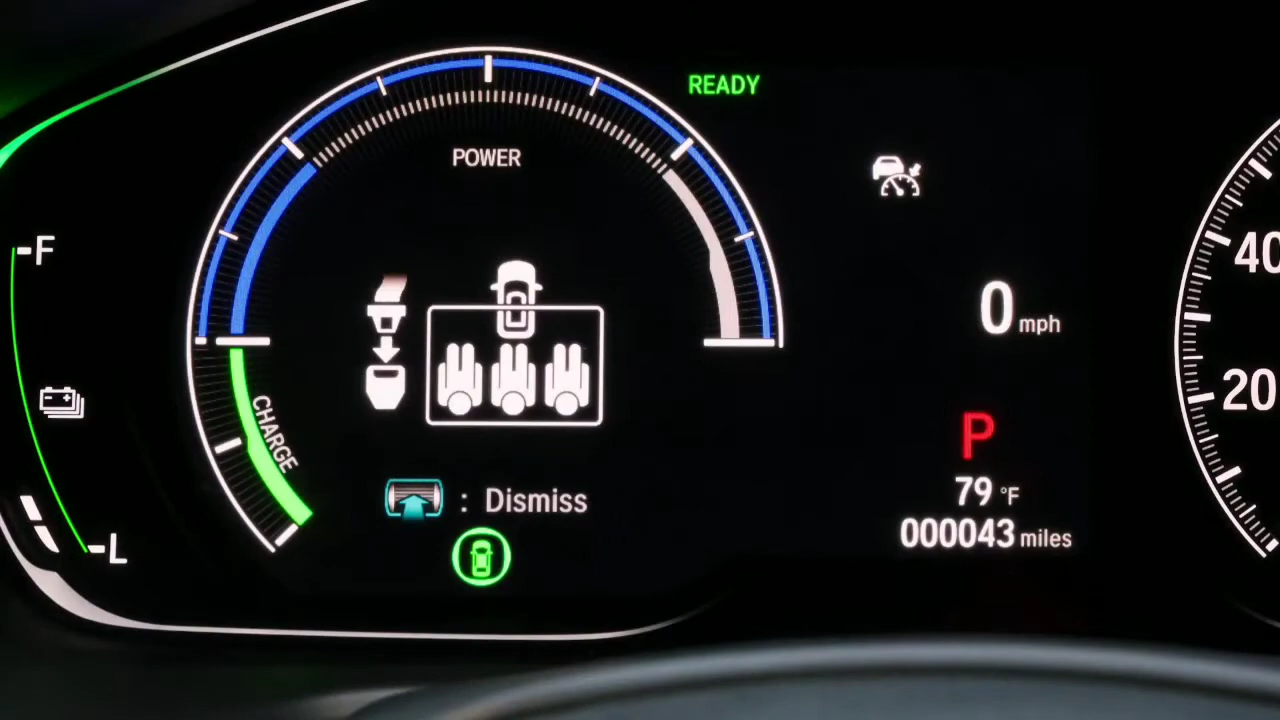 READY
POWER
-F
40
0 mph
20
CHARGE
P
79 °F
: Dismiss
000043 miles
-L